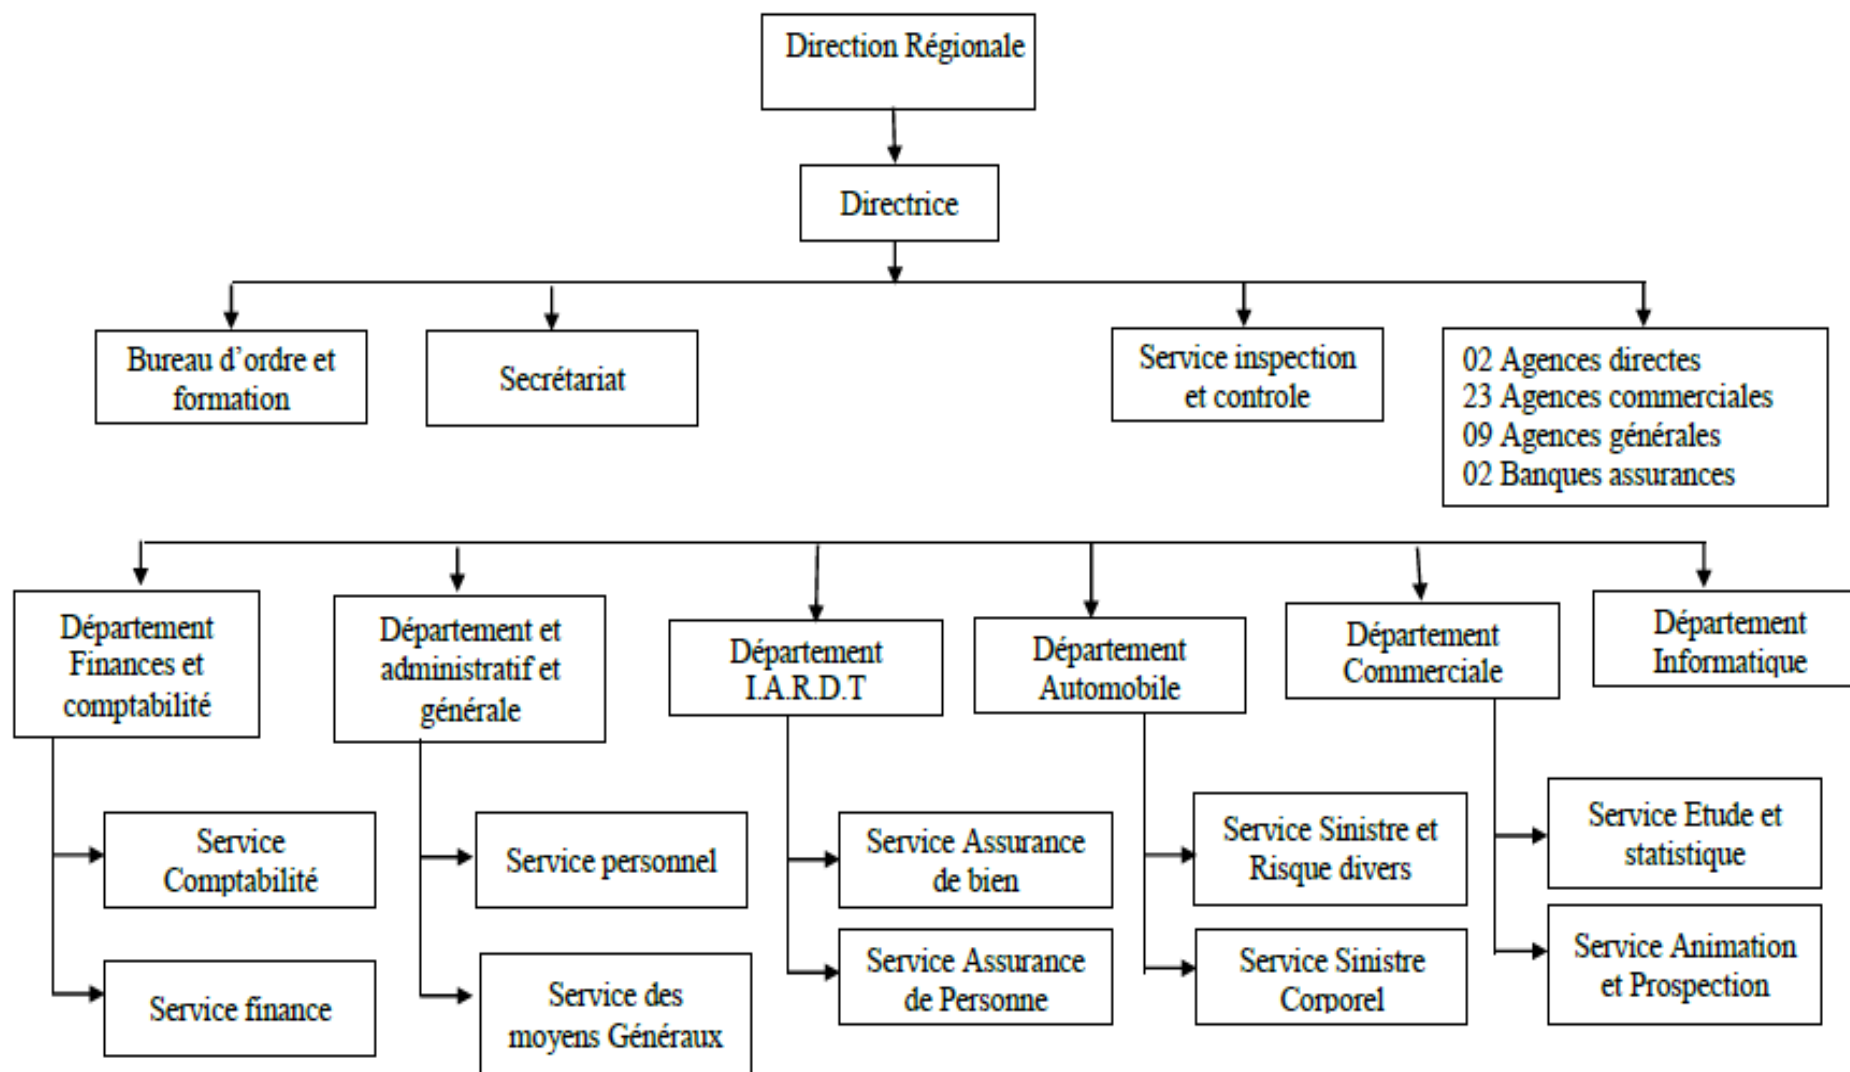 Direction Régionale
Directrice
Bureau d'ordre et
formation
Secrétariat
Service inspection
et controle
02 Agences directes
23 Agences commerciales
09 Agences générales
02 Banques assurances
Département
Finances et
comptabilité
Département et
administratif et
générale
Département
I.A.R.D.T
Département
Automobile
Département
Commerciale
Département
Informatique
Service
Comptabilité
Service finance
Service personnel
Service des
moyens Généraux
Service Assurance
de bien
Service Assurance
de Personne
Service Sinistre et
Risque divers
Service Sinistre
Corporel
Service Etude et
statistique
Service Animation
et Prospection